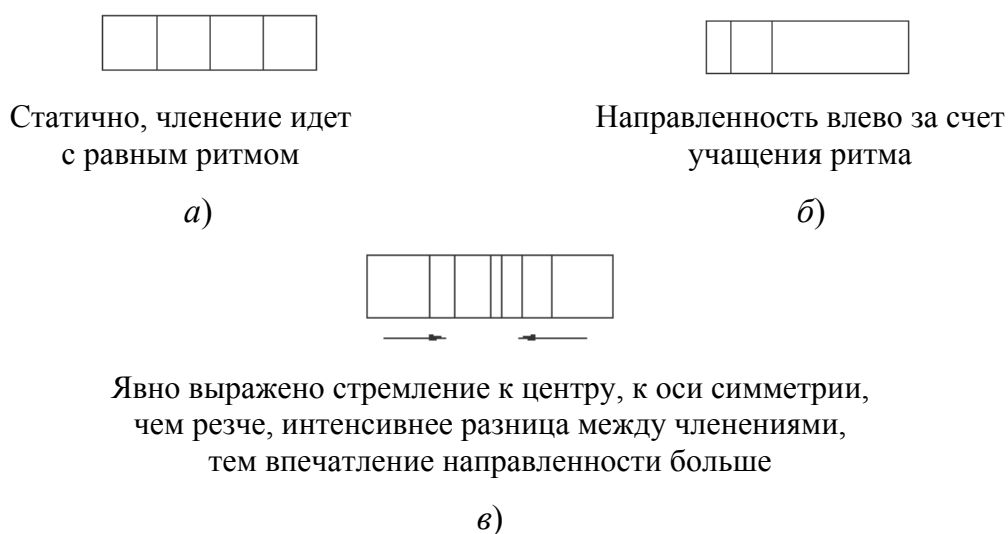 Статично, членение идет
с равным ритмом
а)
Направленность влево за счет
учащения ритма
б)
Явно выражено стремление к центру, к оси симметрии,
чем резче, интенсивнее разница между членениями,
тем впечатление направленности больше
в)